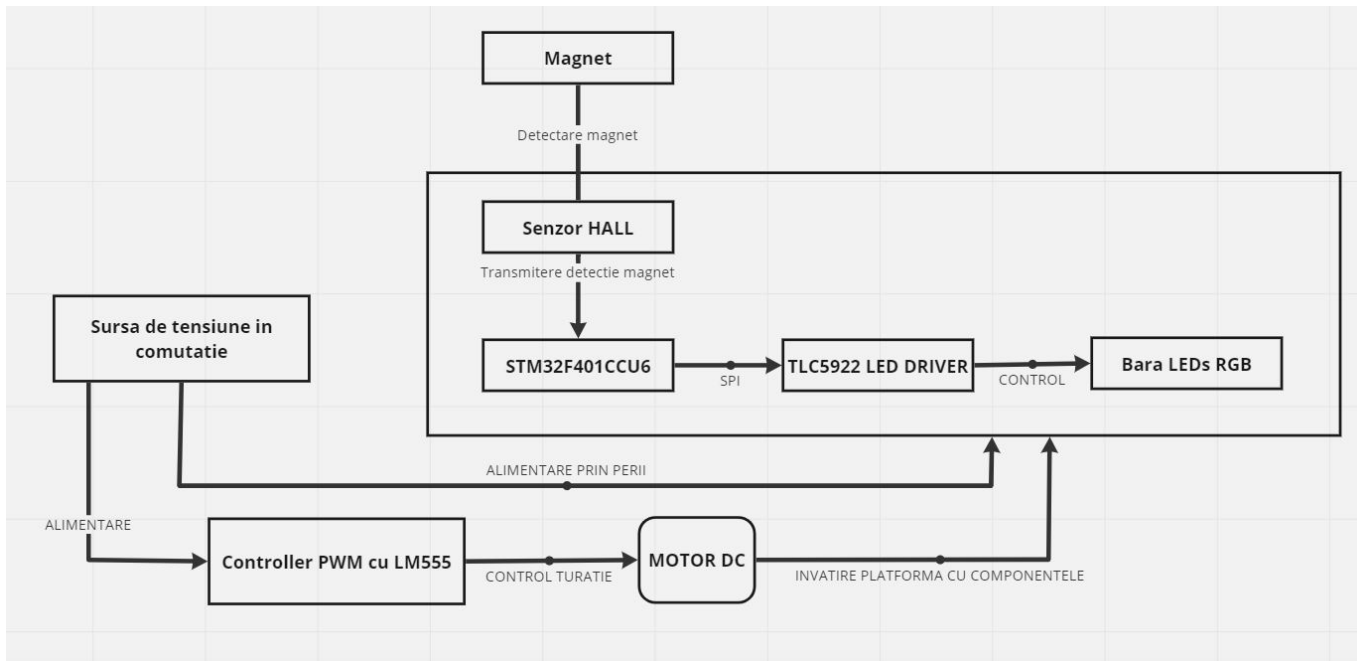 Magnet
Detectare magnet
Senzor HALL
Transmitere detectie magnet
Sursa de tensiune in
comutatie
STM32F401CCU6
SPI
TLC5922 LED DRIVER
CONTROL
Bara LEDs RGB
ALIMENTARE PRIN PERII
ALIMENTARE
Controller PWM cu LM555
CONTROL TURATIE
MOTOR DC
INVATIRE PLATFORMA CU COMPONENTELE